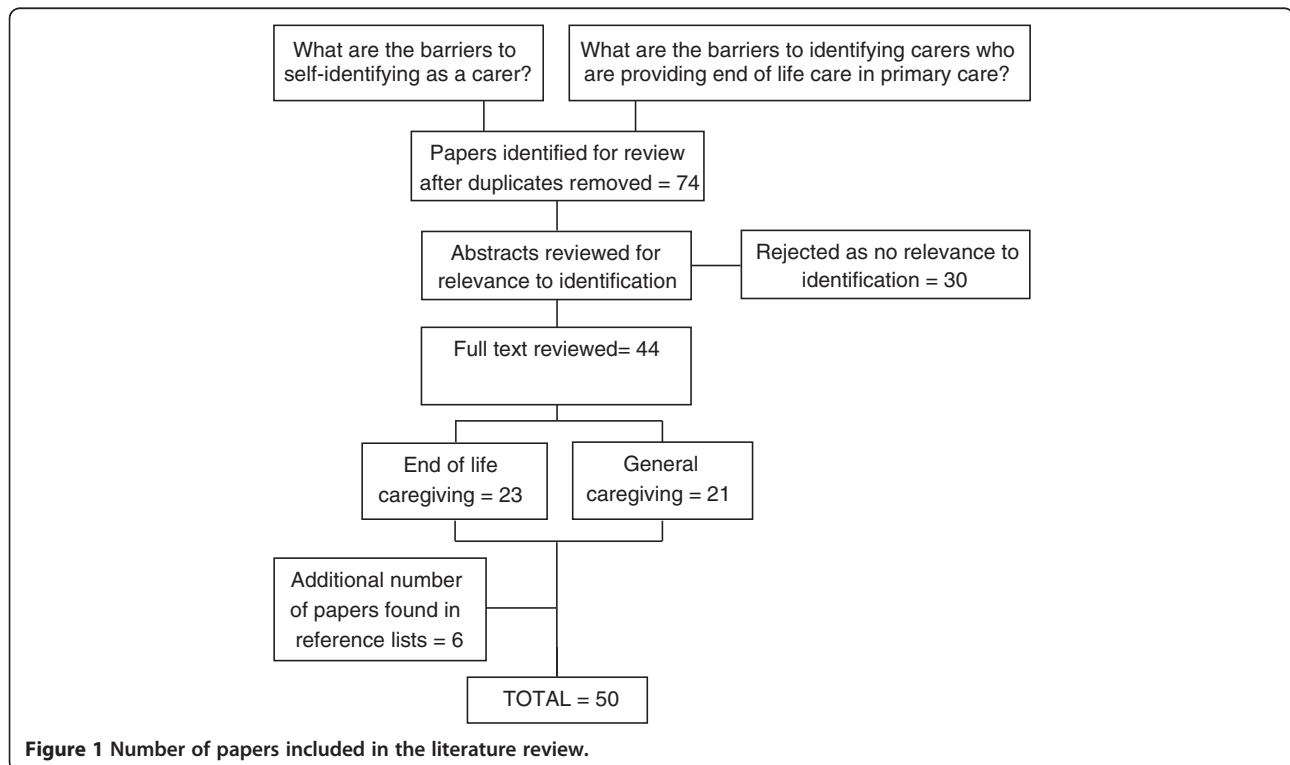 What are the barriers to
self-identifying as a carer?
What are the barriers to identifying carers who
are providing end of life care in primary care?
Papers identified for review
after duplicates removed = 74
Abstracts reviewed for
relevance to identification
Rejected as no relevance to
identification = 30
Full text reviewed= 44
End of life
caregiving = 23
General
caregiving = 21
Additional number
of papers found in
reference lists = 6
TOTAL = 50
Figure 1 Number of papers included in the literature review.